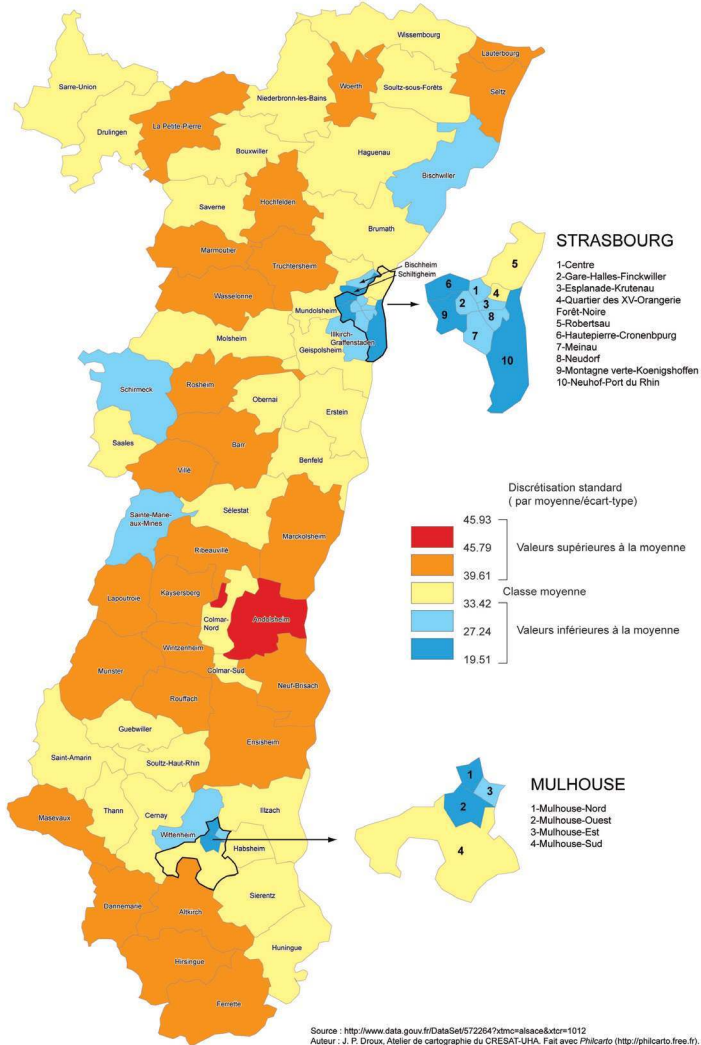 Wissembourg
Lauterbourg
Sarre-Union
Woerth
Soultz-sous-Forêts
Seltz
Niederbronn-les-Bains
Drulingen
La Petite-Pierre
Bouxwiller
Haguenau
Bischwiller
Saverne
Hochfelden
Brumath
Marmoutier
Truchtersheim
Bischheim
Schiltigheim
Wasselonne
Mundolsheim
Molsheim
Illkirch-
Graffenstaden
Geispolsheim
Schirmeck
Rosheim
Obernai
Erstein
Saales
Barr
Benfeld
Villé
Sainte-Marie-
aux-Mines
Sélestat
Marckolsheim
Ribeauvillé
Lapoutroie
Kaysersberg
Colmar-
Nord
Andolsheim
Wintzenheim
Munster
Colmar-Sud
Rouffach
Neuf-Brisach
Guebwiller
Ensisheim
Saint-Amarin
Soultz-Haut-Rhin
Masevaux
Thann
Cernay
Illzach
Wittenheim
Habsheim
Sierentz
Dannemarie
Altkirch
Huningue
Hirsingue
Ferrette
STRASBOURG
1-Centre
2-Gare-Halles-Finckwiller
3-Esplanade-Krutenau
4-Quartier des XV-Orangerie
Forêt-Noire
5-Robertsau
6-Hautepierre-Cronenbpurg
7-Meinau
8-Neudorf
9-Montagne verte-Koenigshoffen
10-Neuhof-Port du Rhin
5
6
1
4
2
3
9
8
7
10
Discrétisation standard
( par moyenne/écart-type)
45.93
45.79
Valeurs supérieures à la moyenne
39.61
Classe moyenne
33.42
27.24
Valeurs inférieures à la moyenne
19.51
MULHOUSE
1-Mulhouse-Nord
2-Mulhouse-Ouest
3-Mulhouse-Est
4-Mulhouse-Sud
1
3
2
4
Source : http://www.data.gouv.fr/DataSet/572264?xtmc=alsace&xtcr=1012
Auteur : J. P. Droux, Atelier de cartographie du CRESAT-UHA. Fait avec Philcarto (http://philcarto.free.fr).